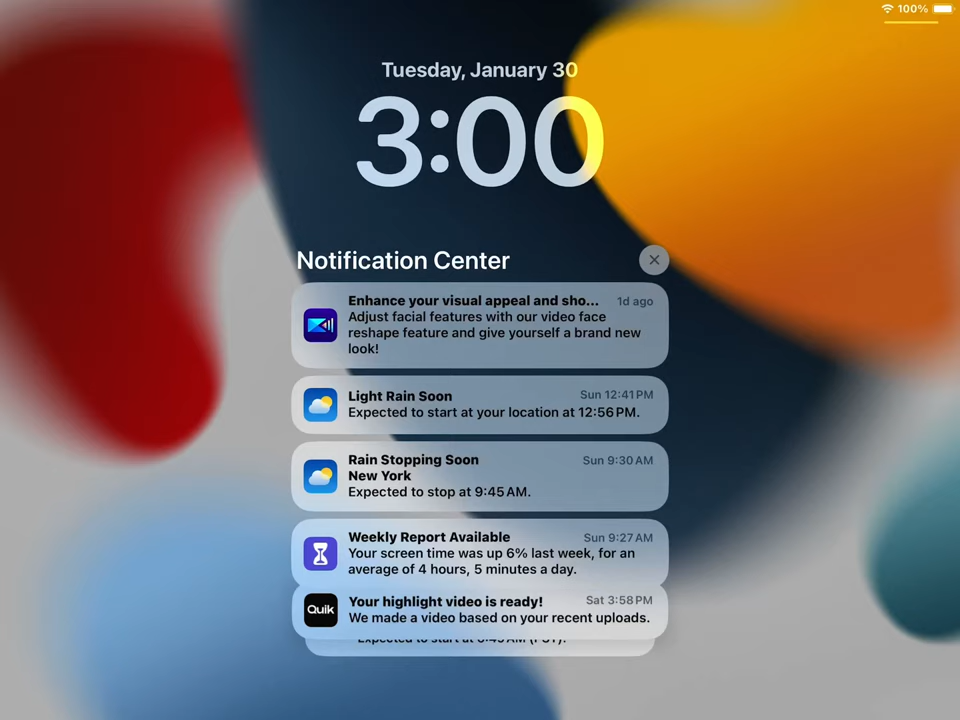 100%
Tuesday, January 30
3:00
Notification Center
Enhance your visual appeal and sho... 1d ago
Adjust facial features with our video face
reshape feature and give yourself a brand new
look!
Light Rain Soon Sun 12:41 PM
Expected to start at your location at 12:56 PM.
Rain Stopping Soon Sun 9:30 AM
New York
Expected to stop at 9:45 AM.
Weekly Report Available Sun 9:27 AM
Your screen time was up 6% last week, for an
average of 4 hours, 5 minutes a day.
Quik
Your highlight video is ready! Sat 3:58 PM
We made a video based on your recent uploads.
Expected to start at